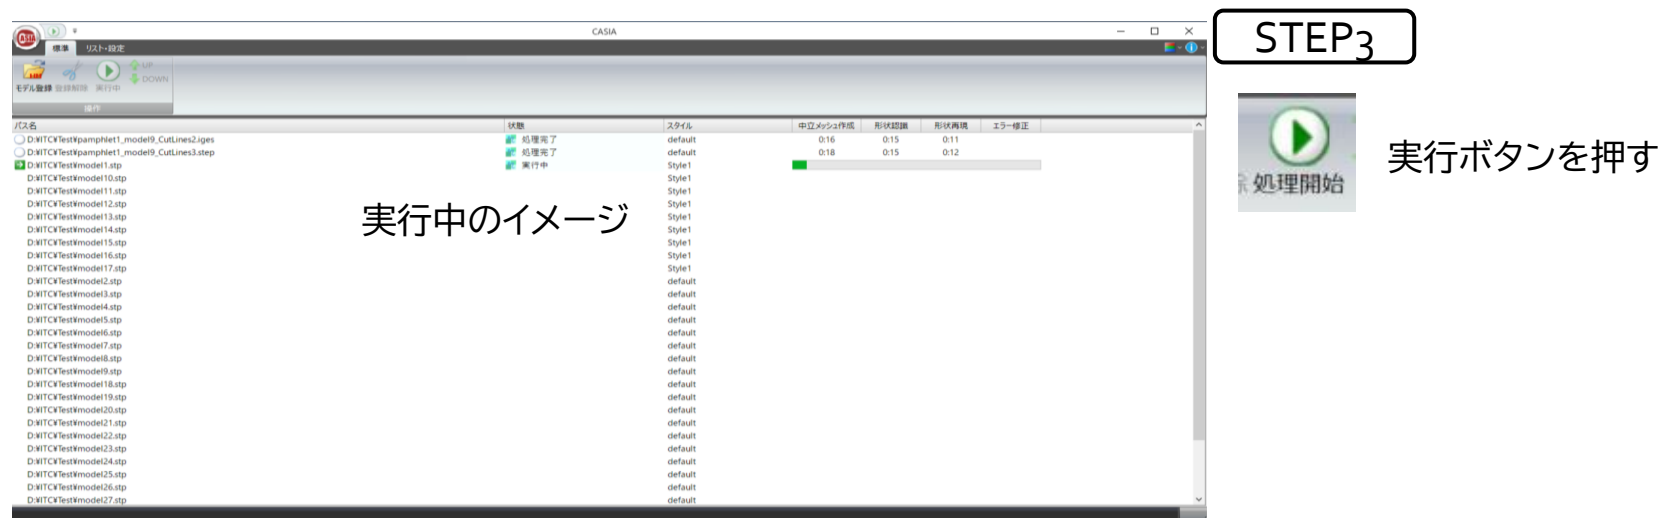 CASIA
STEP3
標準 リスト・設定
UP
DOWN
モデル登録 登録解除 実行中
操作
パス名 状態 スタイル 中立メッシュ作成 形状認識 形状再現 エラー修正
D:¥ITC¥Test¥pamphlet1_model9_CutLines2.iges 処理完了 default 0:16 0:15 0:11
D:¥ITC¥Test¥pamphlet1_model9_CutLines3.step 処理完了 default 0:18 0:15 0:12
D:¥ITC¥Test¥model1.stp 実行中 Style1
D:¥ITC¥Test¥model10.stp Style1
D:¥ITC¥Test¥model11.stp Style1
D:¥ITC¥Test¥model12.stp Style1
D:¥ITC¥Test¥model13.stp Style1
D:¥ITC¥Test¥model14.stp Style1
D:¥ITC¥Test¥model15.stp Style1
D:¥ITC¥Test¥model16.stp Style1
D:¥ITC¥Test¥model17.stp Style1
D:¥ITC¥Test¥model2.stp default
D:¥ITC¥Test¥model3.stp default
D:¥ITC¥Test¥model4.stp default
D:¥ITC¥Test¥model5.stp default
D:¥ITC¥Test¥model6.stp default
D:¥ITC¥Test¥model7.stp default
D:¥ITC¥Test¥model8.stp default
D:¥ITC¥Test¥model9.stp default
D:¥ITC¥Test¥model18.stp default
D:¥ITC¥Test¥model19.stp default
D:¥ITC¥Test¥model20.stp default
D:¥ITC¥Test¥model21.stp default
D:¥ITC¥Test¥model22.stp default
D:¥ITC¥Test¥model23.stp default
D:¥ITC¥Test¥model24.stp default
D:¥ITC¥Test¥model25.stp default
D:¥ITC¥Test¥model26.stp default
D:¥ITC¥Test¥model27.stp default
実行中のイメージ
処理開始
実行ボタンを押す